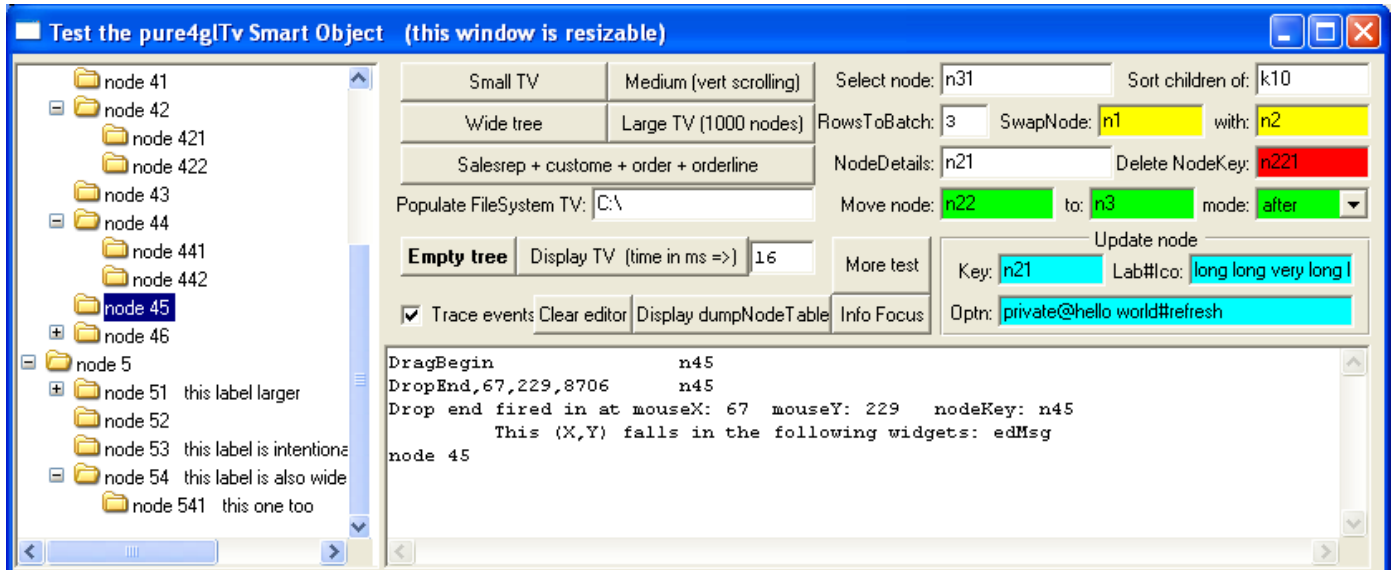 Test the pure4glTv Smart Object (this window is resizable)
node 41
node 42
node 421
node 422
node 43
node 44
node 441
node 442
node 45
node 46
node 5
node 51 this label larger
node 52
node 53 this label is intentiona
node 54 this label is also wide
node 541 this one too
Small TV Medium (vert scrolling) Select node: n31 Sort children of: k10
Wide tree Large TV (1000 nodes) RowsToBatch: 3 SwapNode: n1 with: n2
Salesrep + custome + order + orderline NodeDetails: n21 Delete NodeKey: n221
Populate FileSystem TV: C:\ Move node: n22 to: n3 mode: after
Update node
Empty tree Display TV (time in ms =>) 16 More test Key: n21 Lab#Ico: long long very long l
Trace events Clear editor Display dumpNodeTable Info Focus Optn: private@hello world#refresh
DragBegin n45
DropEnd,67,229,8706 n45
Drop end fired in at mouseX: 67 mouseY: 229 nodeKey: n45
This (X,Y) falls in the following widgets: edMsg
node 45